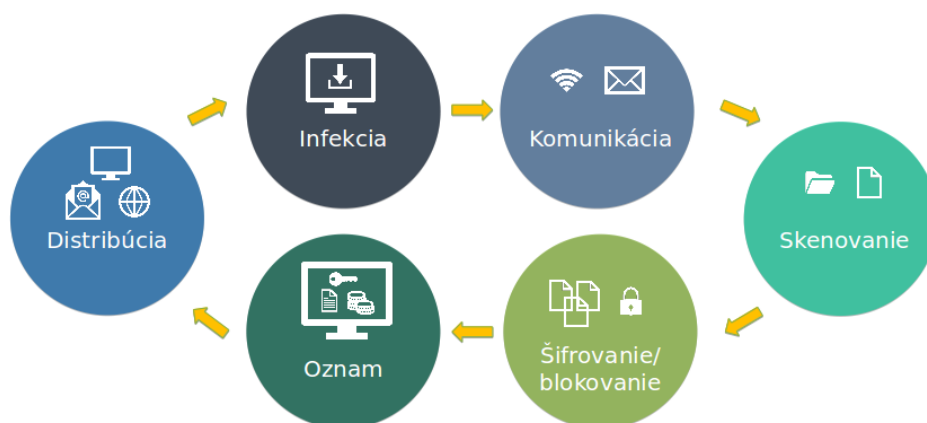 Infekcia
Komunikácia
Distribúcia
Skenovanie
Oznam
Šifrovanie/
blokovanie